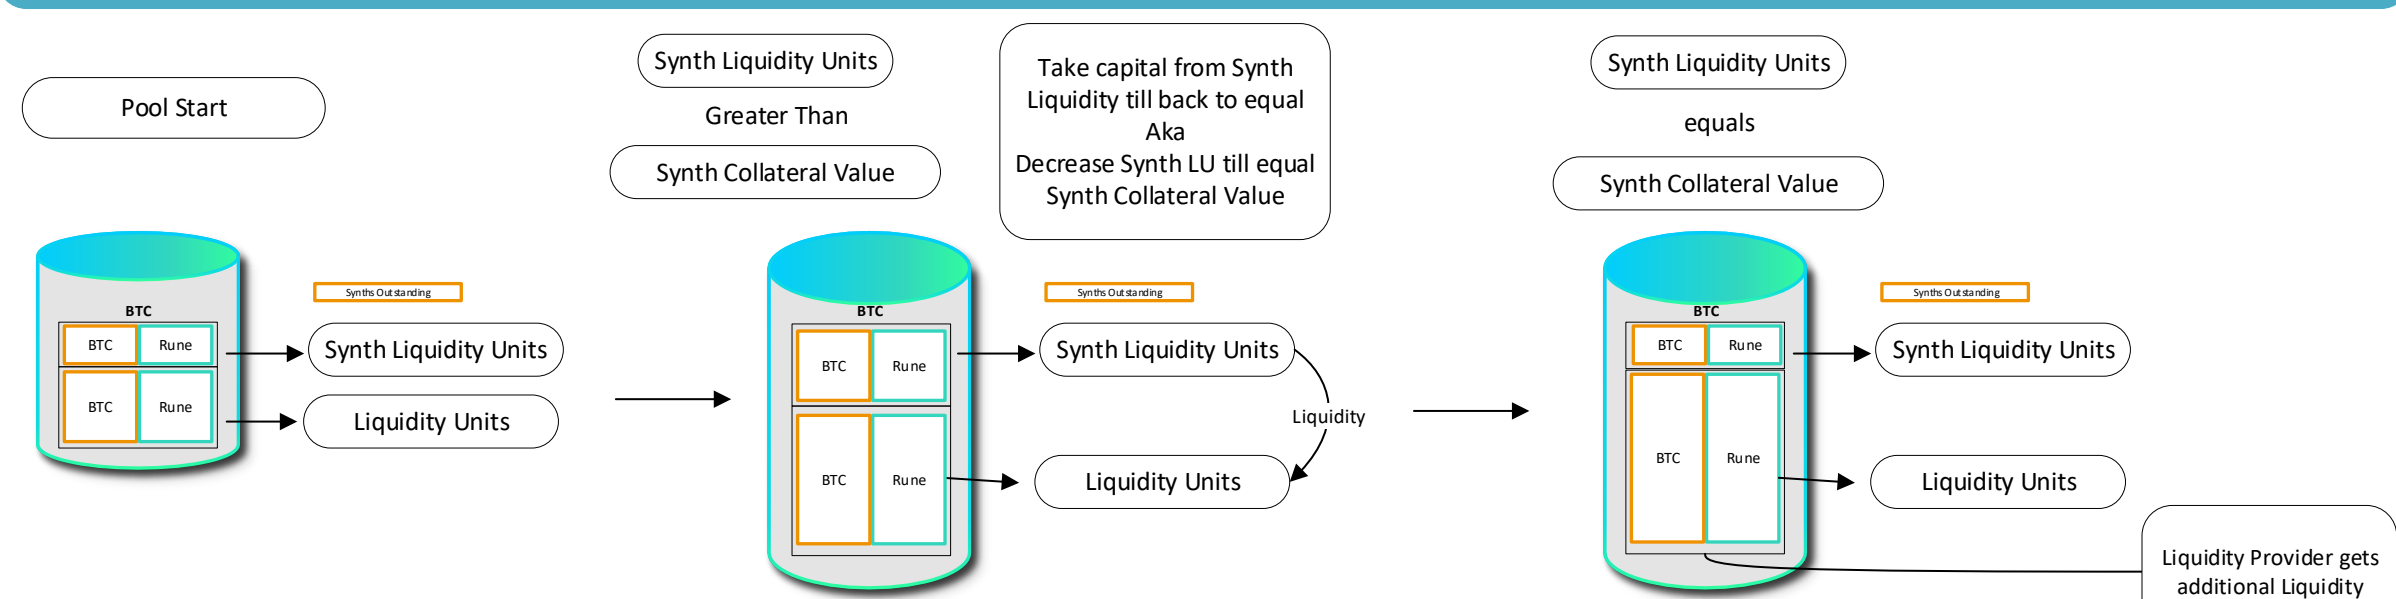 Pool Start
BTC
BTC
Rune
BTC
Rune
Synths Outstanding
Synth Liquidity Units
Liquidity Units
Synth Liquidity Units
Greater Than
Synth Collateral Value
Take capital from Synth
Liquidity till back to equal
Aka
Decrease Synth LU till equal
Synth Collateral Value
BTC
BTC
Rune
BTC
Rune
Synths Outstanding
Synth Liquidity Units
Liquidity
Liquidity Units
Synth Liquidity Units
equals
Synth Collateral Value
BTC
BTC
Rune
BTC
Rune
Synths Outstanding
Synth Liquidity Units
Liquidity Units
Liquidity Provider gets
additional Liquidity